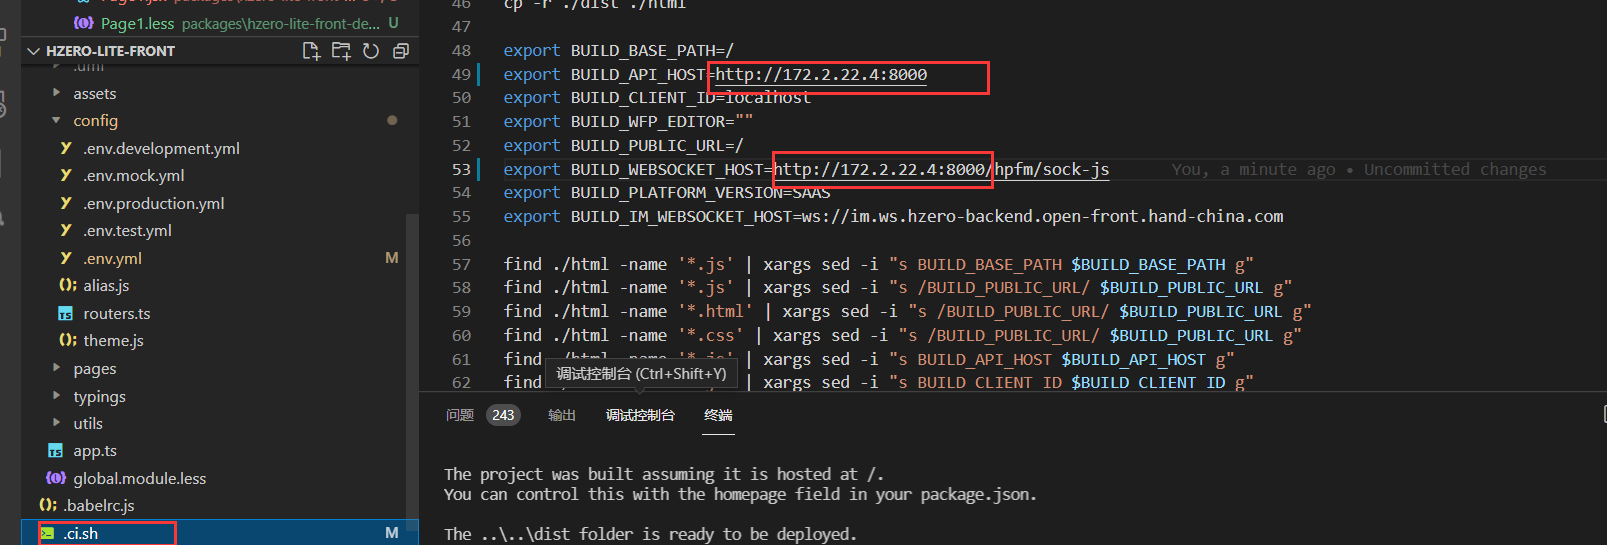 Page1.less packages\hzero-lite-front-de... U
HZERO-LITE-FRONT
.umi
assets
config
.env.development.yml
.env.mock.yml
.env.production.yml
.env.test.yml
.env.yml M
alias.js
routers.ts
theme.js
pages
typings
utils
app.ts
global.module.less
.babelrc.js
.ci.sh M
46 cp -r ./dist ./html
47
48 export BUILD_BASE_PATH=/
49 export BUILD_API_HOST=http://172.2.22.4:8000
50 export BUILD_CLIENT_ID=localhost
51 export BUILD_WFP_EDITOR=""
52 export BUILD_PUBLIC_URL=/
53 export BUILD_WEBSOCKET_HOST=http://172.2.22.4:8000/hpfm/sock-js You, a minute ago • Uncommitted changes
54 export BUILD_PLATFORM_VERSION=SAAS
55 export BUILD_IM_WEBSOCKET_HOST=ws://im.ws.hzero-backend.open-front.hand-china.com
56
57 find ./html -name '*.js' | xargs sed -i "s BUILD_BASE_PATH $BUILD_BASE_PATH g"
58 find ./html -name '*.js' | xargs sed -i "s /BUILD_PUBLIC_URL/ $BUILD_PUBLIC_URL g"
59 find ./html -name '*.html' | xargs sed -i "s /BUILD_PUBLIC_URL/ $BUILD_PUBLIC_URL g"
60 find ./html -name '*.css' | xargs sed -i "s /BUILD_PUBLIC_URL/ $BUILD_PUBLIC_URL g"
61 find ./html -name '*.js' | xargs sed -i "s BUILD_API_HOST $BUILD_API_HOST g"
62 find | xargs sed -i "s BUILD_CLIENT_ID $BUILD_CLIENT_ID g"
调试控制台 (Ctrl+Shift+Y)
问题 243 输出 调试控制台 终端
The project was built assuming it is hosted at /.
You can control this with the homepage field in your package.json.
The ..\..\dist folder is ready to be deployed.